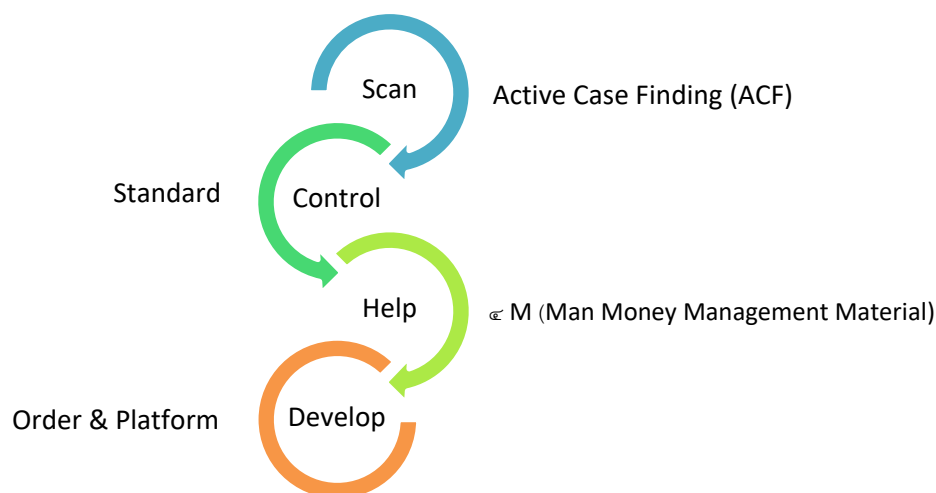 Scan
Active Case Finding (ACF)
Standard
Control
Help
๔ M (Man Money Management Material)
Order & Platform
Develop